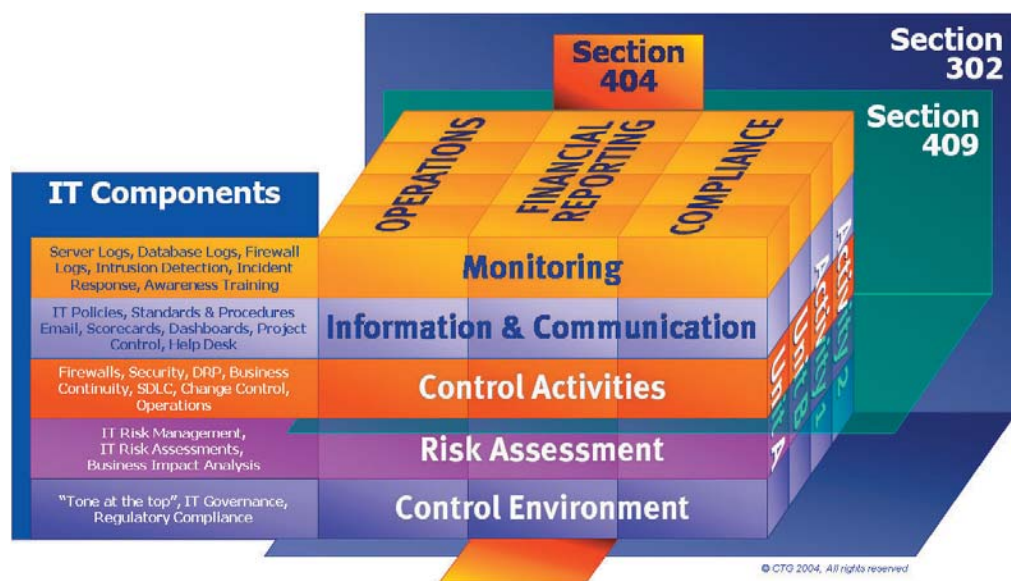 Section
302
Section
404
Section
409
OPERATIONS
FINANCIAL
REPORTING
COMPLIANCE
IT Components
Server Logs, Database Logs, Firewall
Logs, Intrusion Detection, Incident
Response, Awareness Training
Monitoring
IT Policies, Standards & Procedures
Email, Scorecards, Dashboards, Project
Control, Help Desk
Information & Communication
Firewalls, Security, DRP, Business
Continuity, SDLC, Change Control,
Operations
Control Activities
IT Risk Management,
IT Risk Assessments,
Business Impact Analysis
Risk Assessment
"Tone at the top", IT Governance,
Regulatory Compliance
Control Environment
Unit A
Unit B
Activity 1
Activity 2
© CTG 2004, All rights reserved